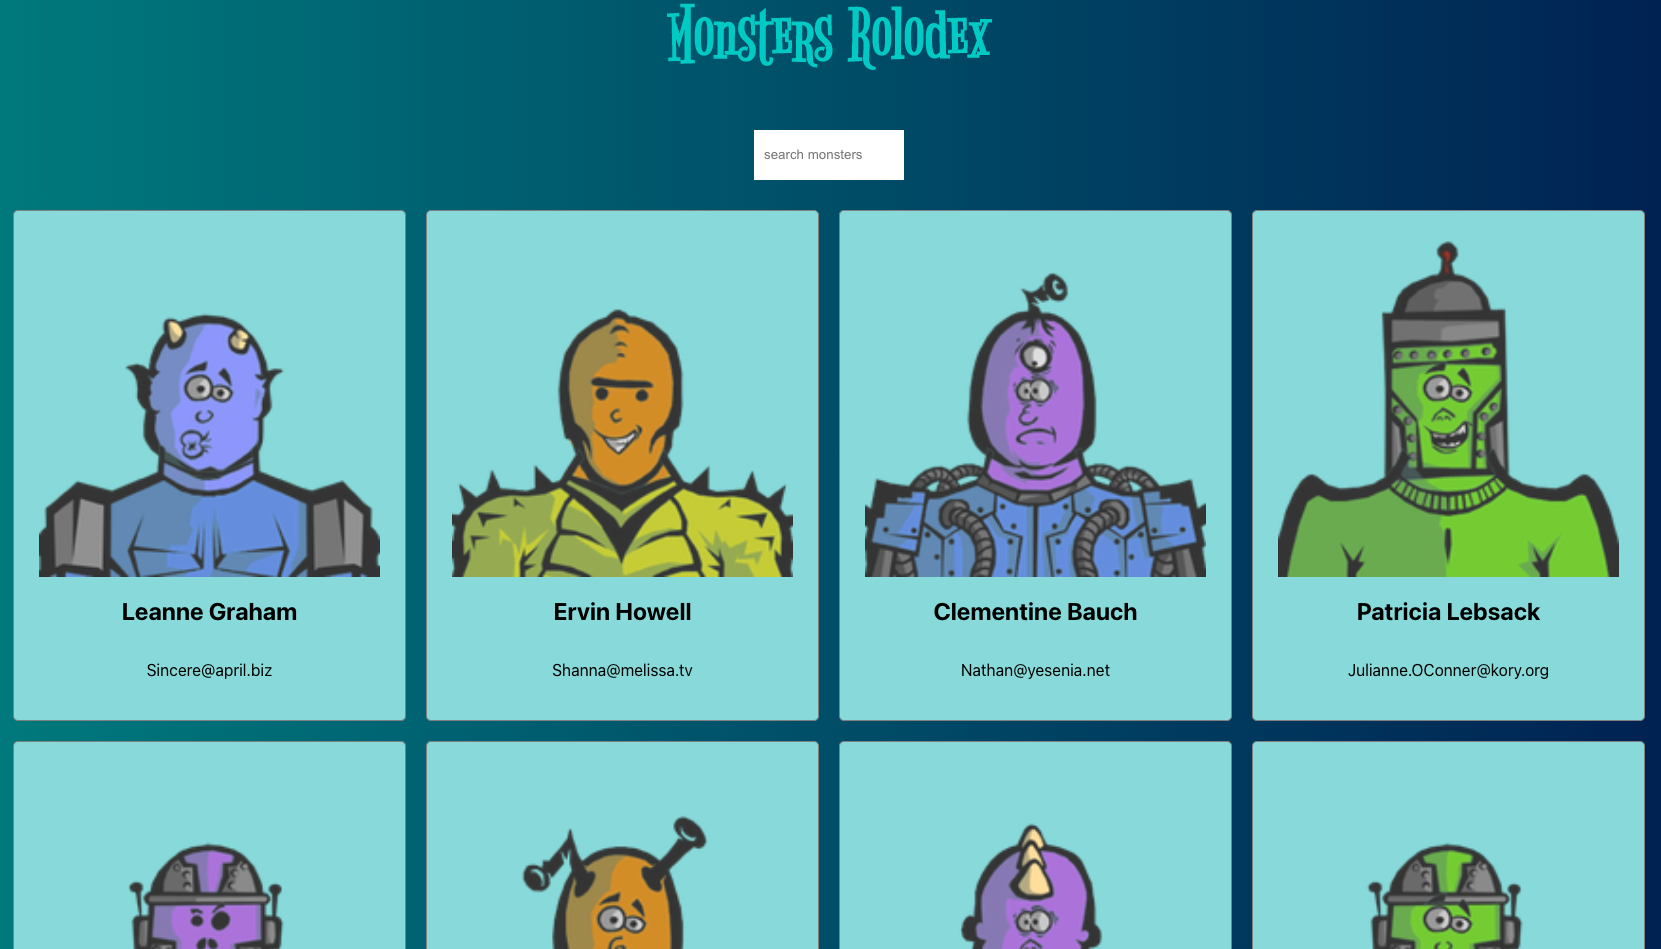 Monsters Rolodex
search monsters
Leanne Graham
Sincere@april.biz
Ervin Howell
Shanna@melissa.tv
Clementine Bauch
Nathan@yesenia.net
Patricia Lebsack
Julianne.OConner@kory.org